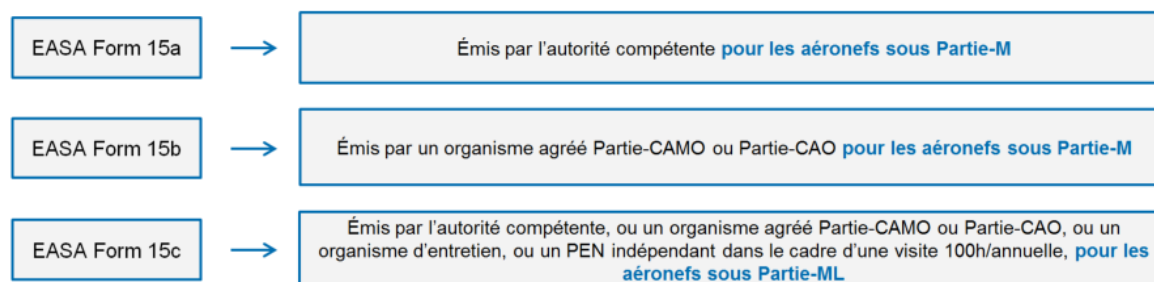 EASA Form 15a
Émis par l'autorité compétente pour les aéronefs sous Partie-M
EASA Form 15b
Émis par un organisme agréé Partie-CAMO ou Partie-CAO pour les aéronefs sous Partie-M
EASA Form 15c
Émis par l'autorité compétente, ou un organisme agréé Partie-CAMO ou Partie-CAO, ou un
organisme d'entretien, ou un PEN indépendant dans le cadre d'une visite 100h/annuelle, pour les
aéronefs sous Partie-ML